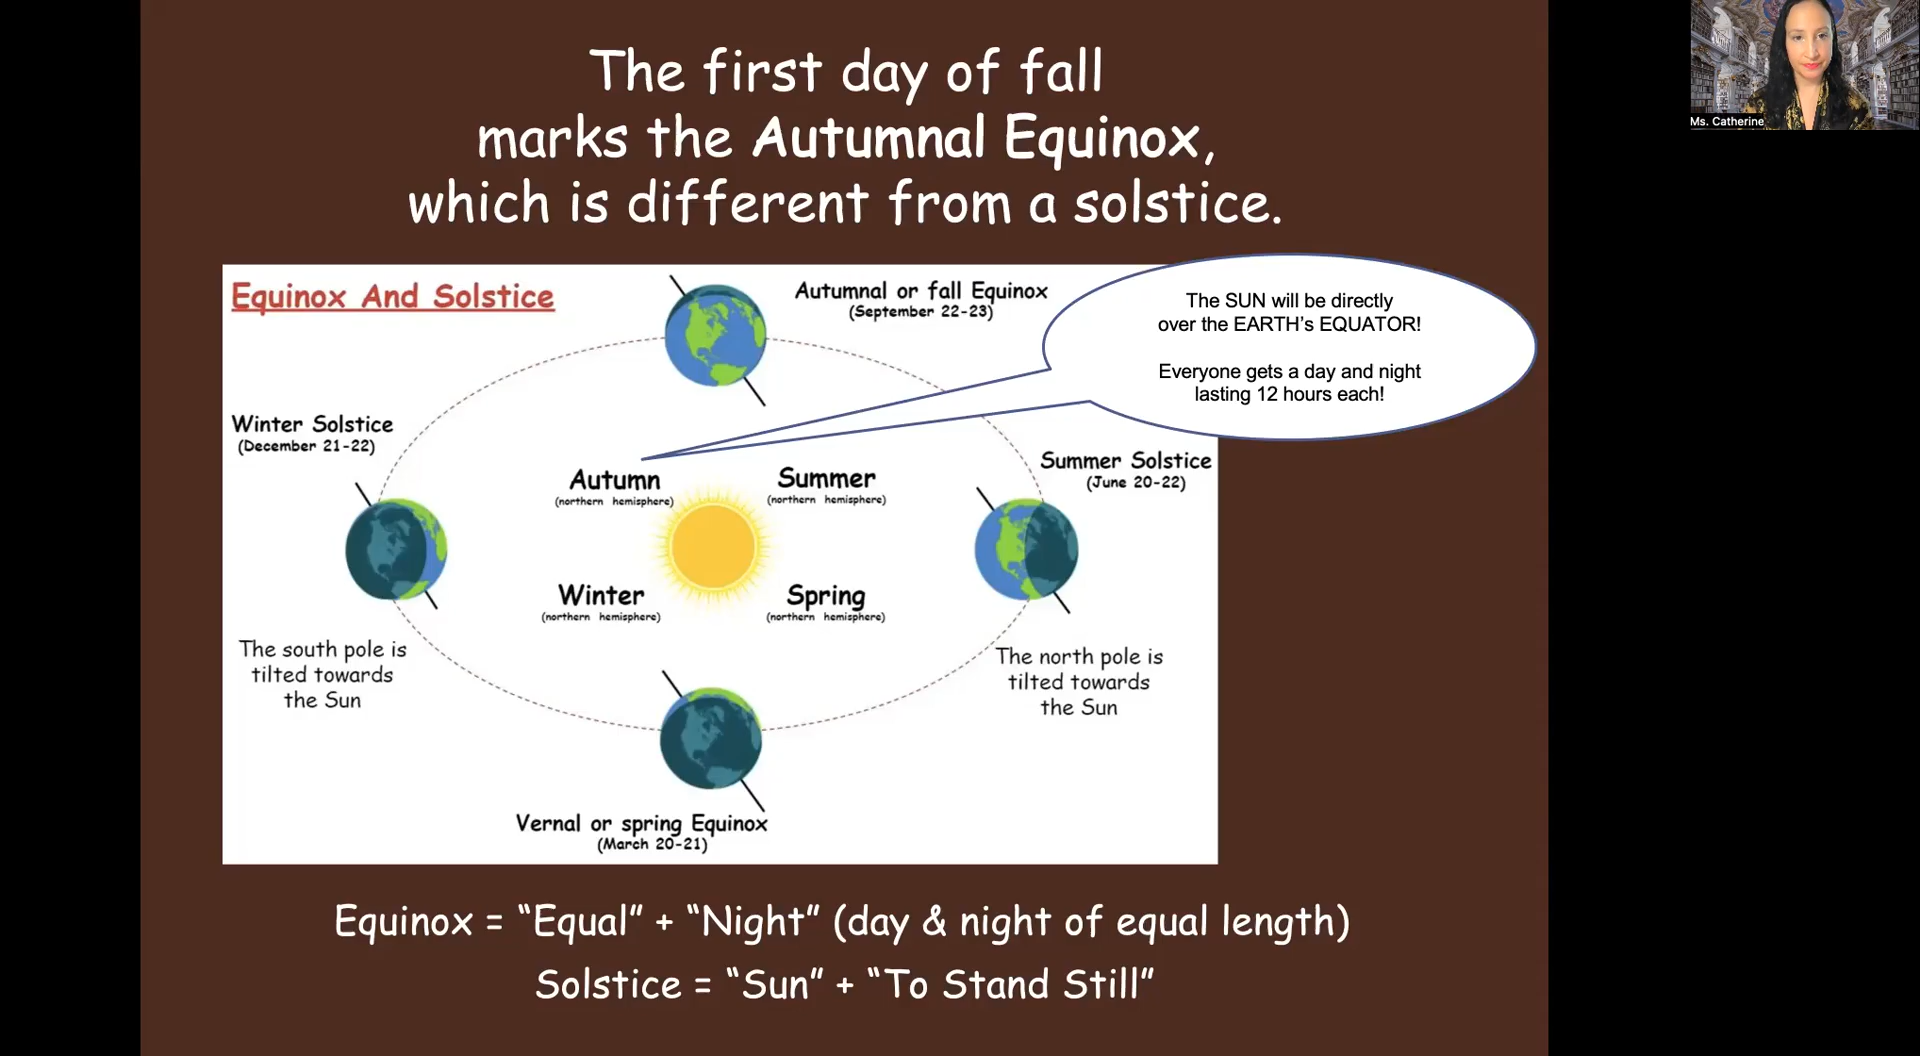 The first day of fall
marks the Autumnal Equinox,
which is different from a solstice.
Ms. Catherine
Equinox And Solstice
Autumnal or fall Equinox
(September 22-23)
The SUN will be directly
over the EARTH's EQUATOR!
Everyone gets a day and night
lasting 12 hours each!
Winter Solstice
(December 21-22)
Summer Solstice
(June 20-22)
Autumn
(northern hemisphere)
Summer
(northern hemisphere)
Winter
(northern hemisphere)
Spring
(northern hemisphere)
The south pole is
tilted towards
the Sun
The north pole is
tilted towards
the Sun
Vernal or spring Equinox
(March 20-21)
Equinox = “Equal” + “Night” (day & night of equal length)
Solstice = “Sun” + “To Stand Still”